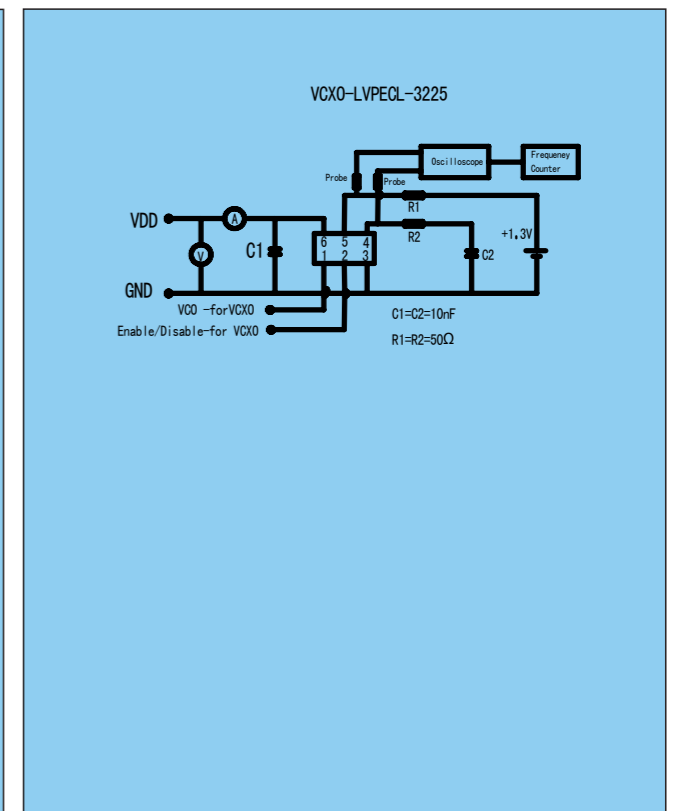 VCXO-LVPECL-3225
Oscilloscope
Frequeney
Counter
Probe
Probe
R1
VDD
A
R2
+1.3V
6 5 4
C1
V
1 2 3
C2
GND
VCO -forVCXO
C1=C2=10nF
Enable/Disable-for VCXO
R1=R2=50Ω